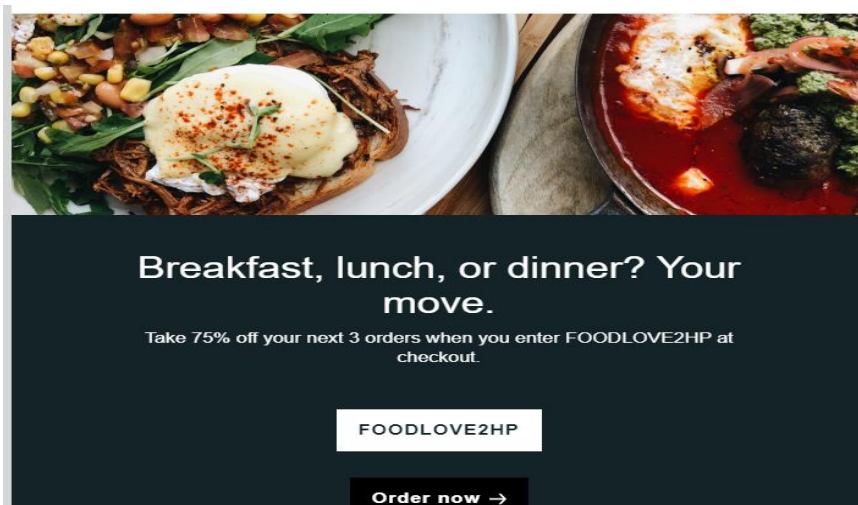 Breakfast, lunch, or dinner? Your
move.
Take 75% off your next 3 orders when you enter FOODLOVE2HP at
checkout.
FOODLOVE2HP
Order now →